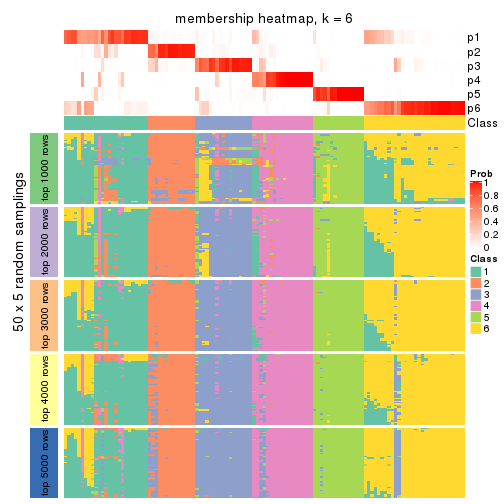 membership heatmap, k = 6
p1
p2
p3
p4
p5
p6
Class
50 x 5 random samplings
top 1000 rows
top 2000 rows
top 3000 rows
top 4000 rows
top 5000 rows
Prob
1
0.8
0.6
0.4
0.2
0
Class
1
2
3
4
5
6